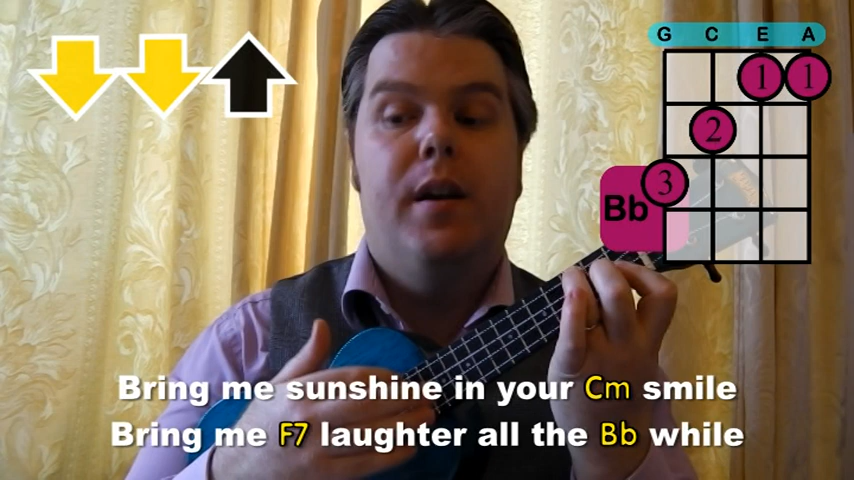 G C E A
1 1
2
3
Bb
Bring me sunshine in your Cm smile
Bring me F7 laughter all the Bb while